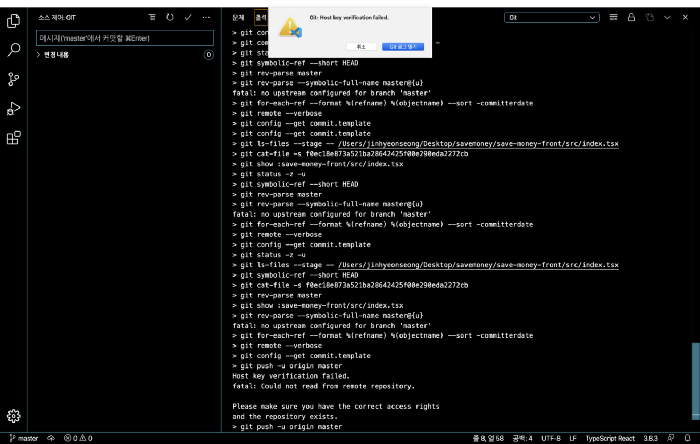 소스 제어: GIT
메시지('master'에서 커밋할 ⌘Enter)
변경 내용
0
문제
출력
Git
Git: Host key verification failed.
취소
Git 로그 열기
> git
> git
> git sta
> git symbolic-ref --short HEAD
> git rev-parse master
> git rev-parse --symbolic-full-name master@{u}
fatal: no upstream configured for branch 'master'
> git for-each-ref --format %(refname) %(objectname) --sort -committerdate
> git remote --verbose
> git config --get commit.template
> git config --get commit.template
> git ls-files --stage -- /Users/jinhyeonseong/Desktop/savemoney/save-money-front/src/index.tsx
> git cat-file -s f0ec18e873a521ba28642425f00e290eda2272cb
> git show :save-money-front/src/index.tsx
> git status -z -u
> git symbolic-ref --short HEAD
> git rev-parse master
> git rev-parse --symbolic-full-name master@{u}
fatal: no upstream configured for branch 'master'
> git for-each-ref --format %(refname) %(objectname) --sort -committerdate
> git remote --verbose
> git config --get commit.template
> git status -z -u
> git ls-files --stage -- /Users/jinhyeonseong/Desktop/savemoney/save-money-front/src/index.tsx
> git symbolic-ref --short HEAD
> git cat-file -s f0ec18e873a521ba28642425f00e290eda2272cb
> git rev-parse master
> git show :save-money-front/src/index.tsx
> git rev-parse --symbolic-full-name master@{u}
fatal: no upstream configured for branch 'master'
> git for-each-ref --format %(refname) %(objectname) --sort -committerdate
> git remote --verbose
> git config --get commit.template
> git push -u origin master
Host key verification failed.
fatal: Could not read from remote repository.
Please make sure you have the correct access rights
and the repository exists.
> git push -u origin master
master
0
0
줄 8, 열 58
공백: 4
UTF-8
LF
TypeScript React
3.8.3